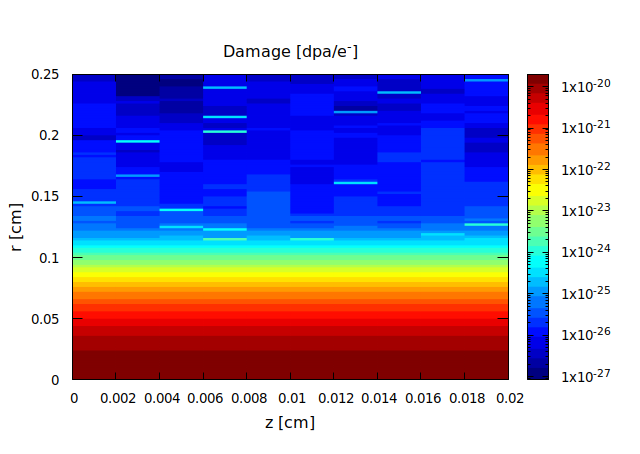 Damage [dpa/e⁻]
0.25
0.2
0.15
0.1
0.05
0
r [cm]
0 0.002 0.004 0.006 0.008 0.01 0.012 0.014 0.016 0.018 0.02
z [cm]
1x10⁻²⁰
1x10⁻²¹
1x10⁻²²
1x10⁻²³
1x10⁻²⁴
1x10⁻²⁵
1x10⁻²⁶
1x10⁻²⁷